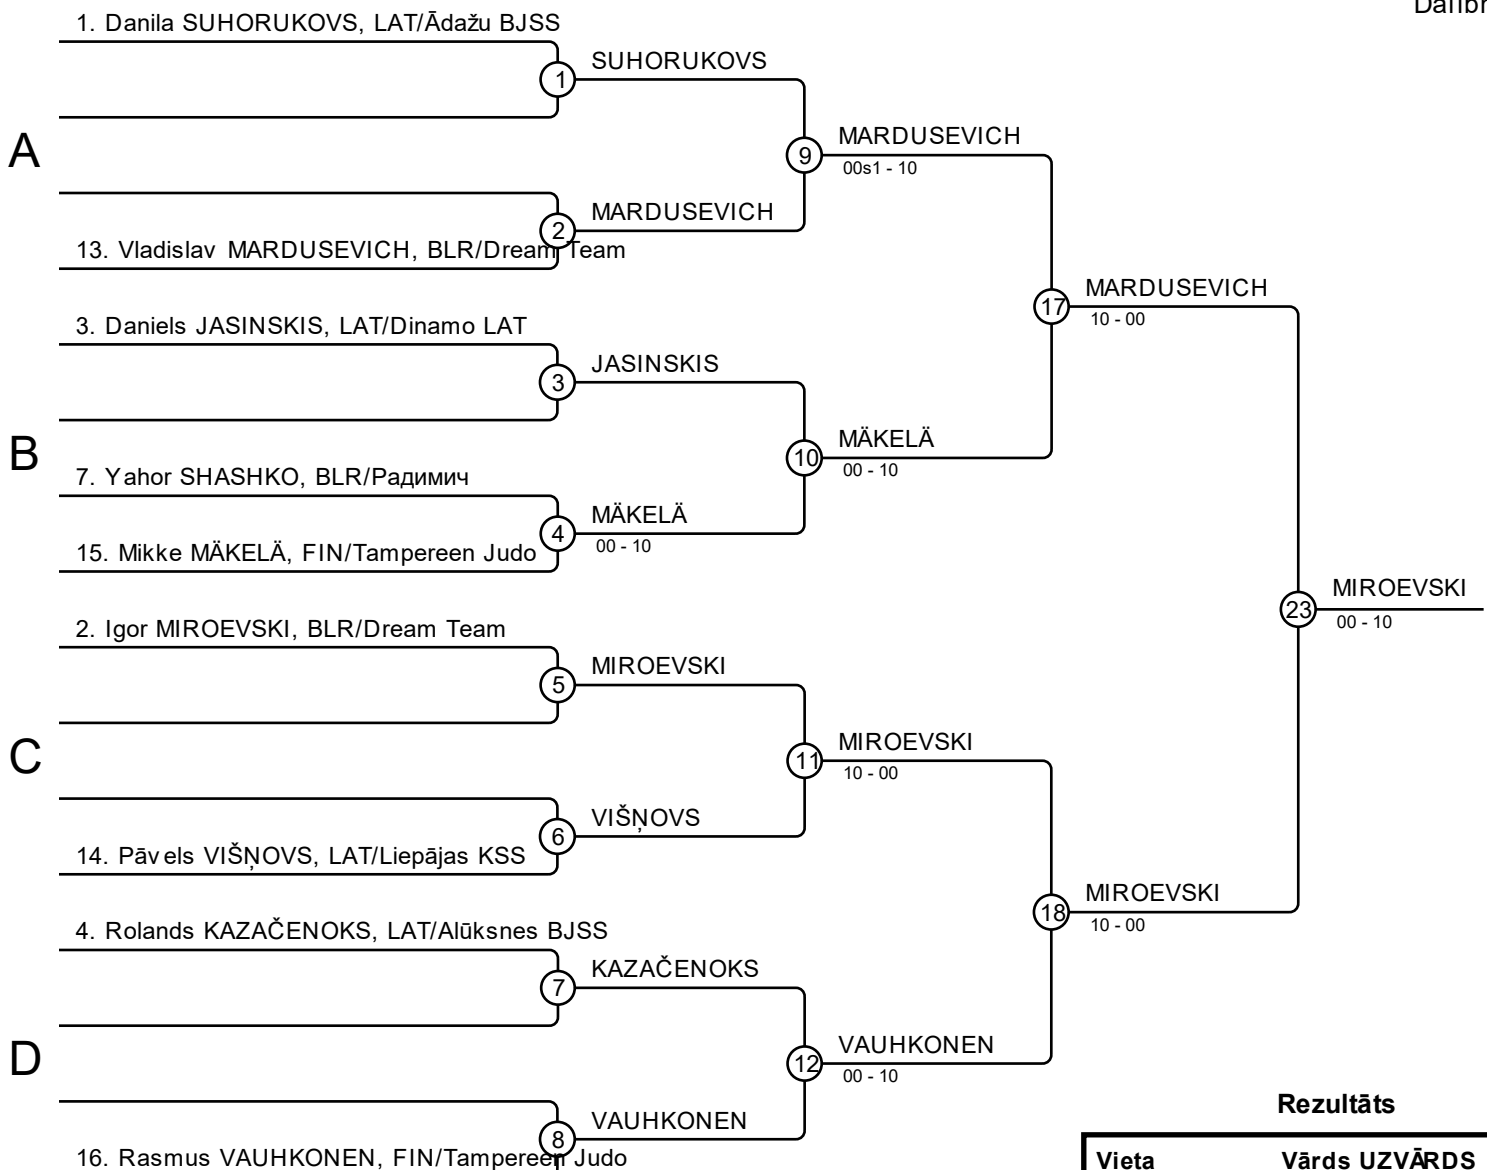 Dalībn
1. Danila SUHORUKOVS, LAT/Ādažu BJSS
1
SUHORUKOVS
A
9
MARDUSEVICH
00s1 - 10
2
MARDUSEVICH
13. Vladislav MARDUSEVICH, BLR/Dream Team
17
MARDUSEVICH
10 - 00
3. Daniels JASINSKIS, LAT/Dinamo LAT
3
JASINSKIS
B
10
MÄKELÄ
00 - 10
7. Yahor SHASHKO, BLR/Радимич
4
MÄKELÄ
00 - 10
15. Mikke MÄKELÄ, FIN/Tampereen Judo
23
MIROEVSKI
00 - 10
2. Igor MIROEVSKI, BLR/Dream Team
5
MIROEVSKI
C
11
MIROEVSKI
10 - 00
6
VIŠŅOVS
14. Pāvels VIŠŅOVS, LAT/Liepājas KSS
18
MIROEVSKI
10 - 00
4. Rolands KAZAČENOKS, LAT/Alūksnes BJSS
7
KAZAČENOKS
D
12
VAUHKONEN
00 - 10
8
VAUHKONEN
16. Rasmus VAUHKONEN, FIN/Tampereen Judo
Rezultāts
Vieta Vārds UZVĀRDS